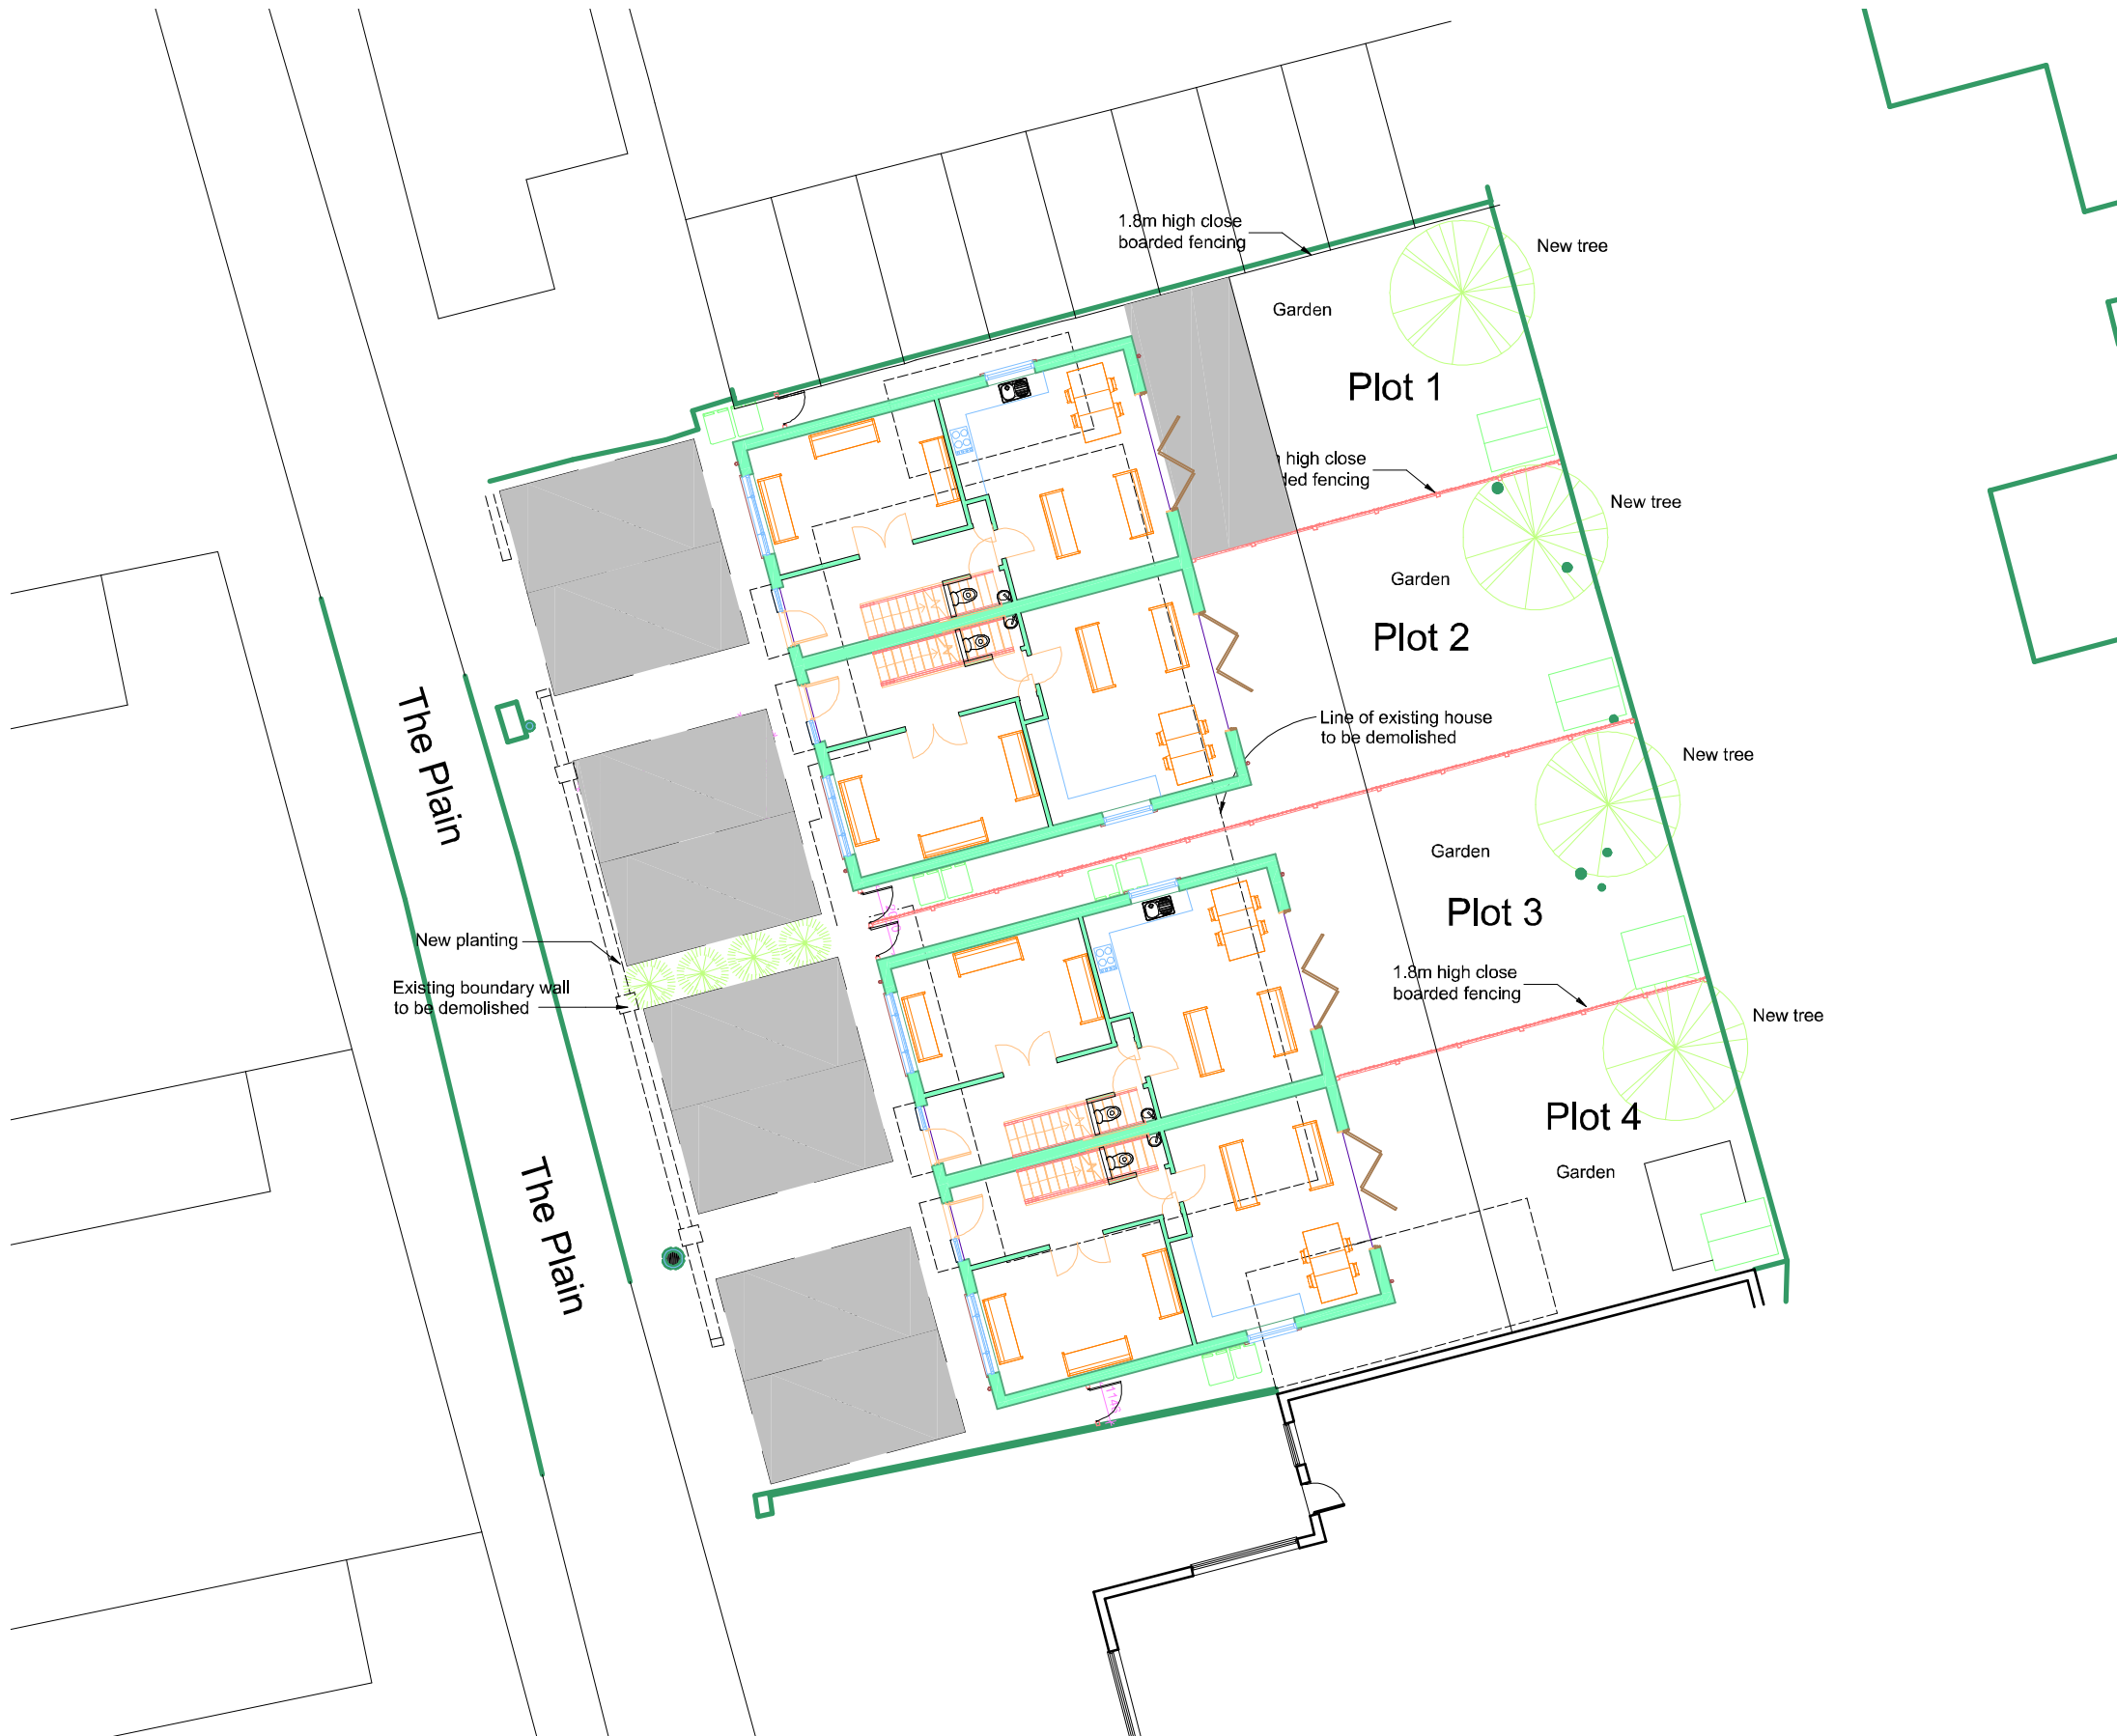 1.8m high close
boarded fencing
New tree
Garden
Plot 1
high close
ded fencing
New tree
Garden
Plot 2
The Plain
Line of existing house
to be demolished
New tree
Garden
Plot 3
New planting
Existing boundary wall
to be demolished
1.8m high close
boarded fencing
New tree
Plot 4
Garden
The Plain